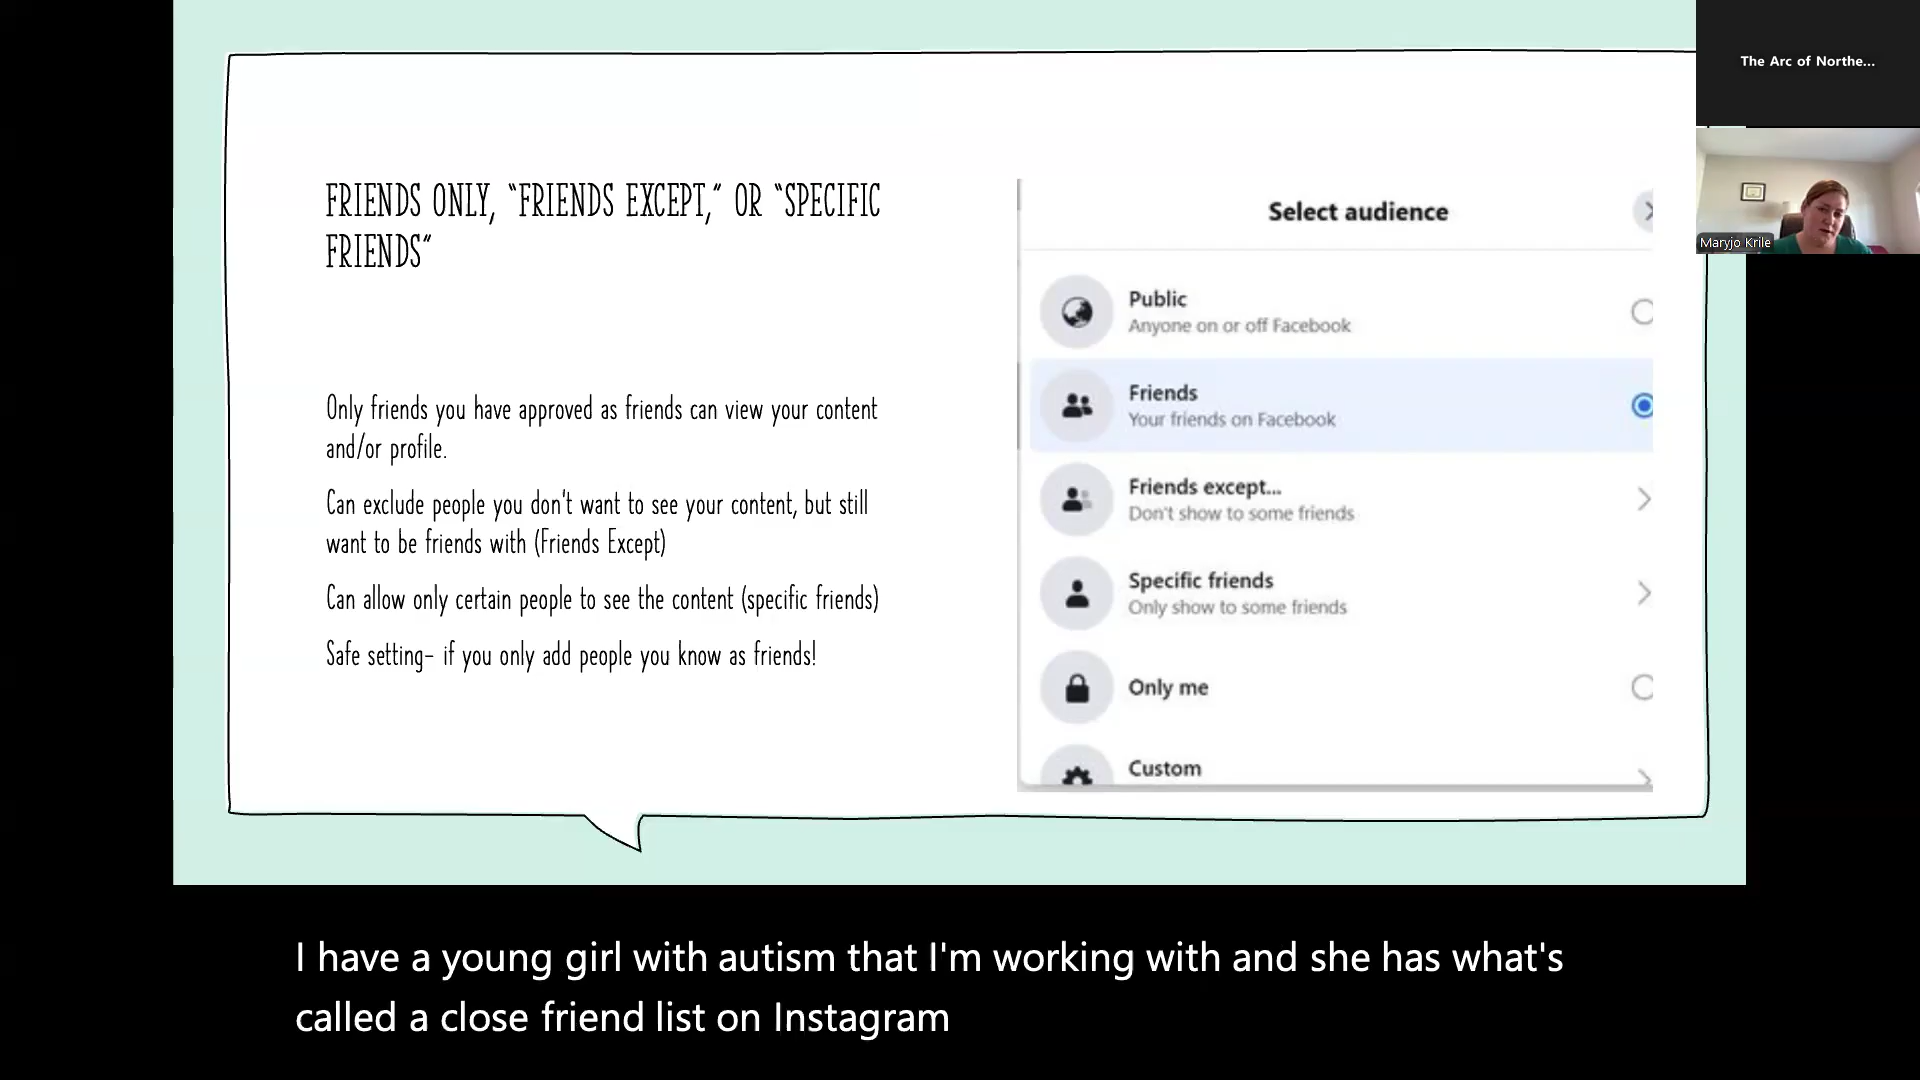 FRIENDS ONLY, “FRIENDS EXCEPT,” OR “SPECIFIC
FRIENDS”
Only friends you have approved as friends can view your content
and/or profile.
Can exclude people you don't want to see your content, but still
want to be friends with (Friends Except)
Can allow only certain people to see the content (specific friends)
Safe setting- if you only add people you know as friends!
Select audience
Public
Anyone on or off Facebook
Friends
Your friends on Facebook
Friends except...
Don't show to some friends
Specific friends
Only show to some friends
Only me
Custom
The Arc of Northe...
Maryjo Krile
I have a young girl with autism that I'm working with and she has what's
called a close friend list on Instagram